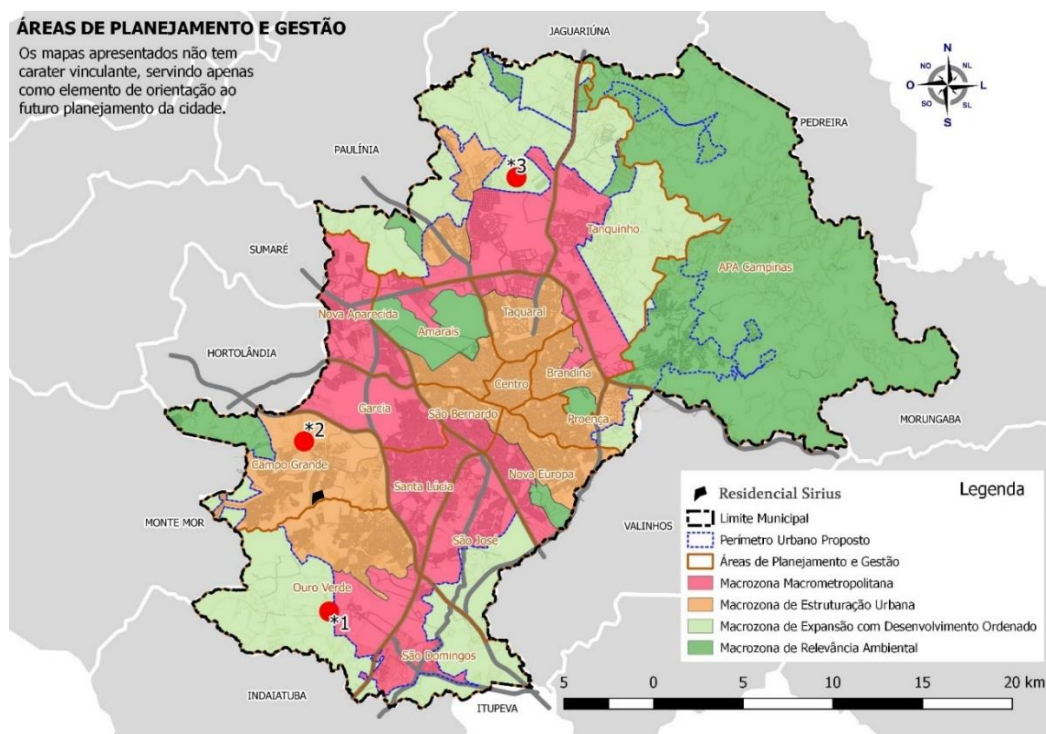 ÁREAS DE PLANEJAMENTO E GESTÃO
Os mapas apresentados não tem
carater vinculante, servindo apenas
como elemento de orientação ao
futuro planejamento da cidade.
JAGUARIÚNA
N
NO
NL
O
L
SO
SL
S
PEDREIRA
PAULÍNIA
*3
Tanquinho
SUMARÉ
APA Campinas
Nova Aparecida
Taquaral
Amarais
HORTOLÂNDIA
Centro
Brandina
Garcia
São Bernardo
Proença
MORUNGABA
*2
Campo Grande
Nova Europa
Santa Lúcia
MONTE MOR
VALINHOS
São José
Ouro Verde
*1
São Domingos
INDAIATUBA
ITUPEVA
Legenda
Residencial Sirius
Limite Municipal
Perímetro Urbano Proposto
Áreas de Planejamento e Gestão
Macrozona Macrometropolitana
Macrozona de Estruturação Urbana
Macrozona de Expansão com Desenvolvimento Ordenado
Macrozona de Relevância Ambiental
5 0 5 10 15 20 km